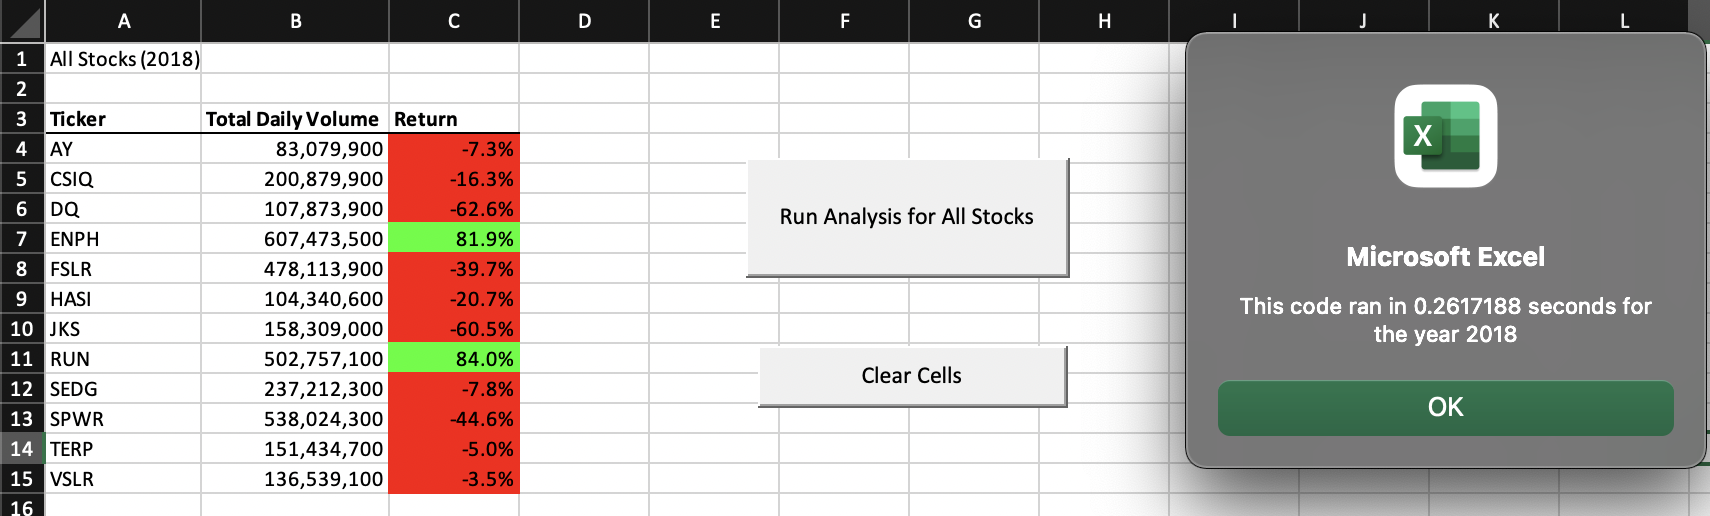 A B C D E F G H I J K L
1 All Stocks (2018)
2
3 Ticker Total Daily Volume Return
4 AY 83,079,900 -7.3%
5 CSIQ 200,879,900 -16.3%
6 DQ 107,873,900 -62.6%
7 ENPH 607,473,500 81.9%
8 FSLR 478,113,900 -39.7%
9 HASI 104,340,600 -20.7%
10 JKS 158,309,000 -60.5%
11 RUN 502,757,100 84.0%
12 SEDG 237,212,300 -7.8%
13 SPWR 538,024,300 -44.6%
14 TERP 151,434,700 -5.0%
15 VSLR 136,539,100 -3.5%
16
Run Analysis for All Stocks
Clear Cells
X
Microsoft Excel
This code ran in 0.2617188 seconds for
the year 2018
OK